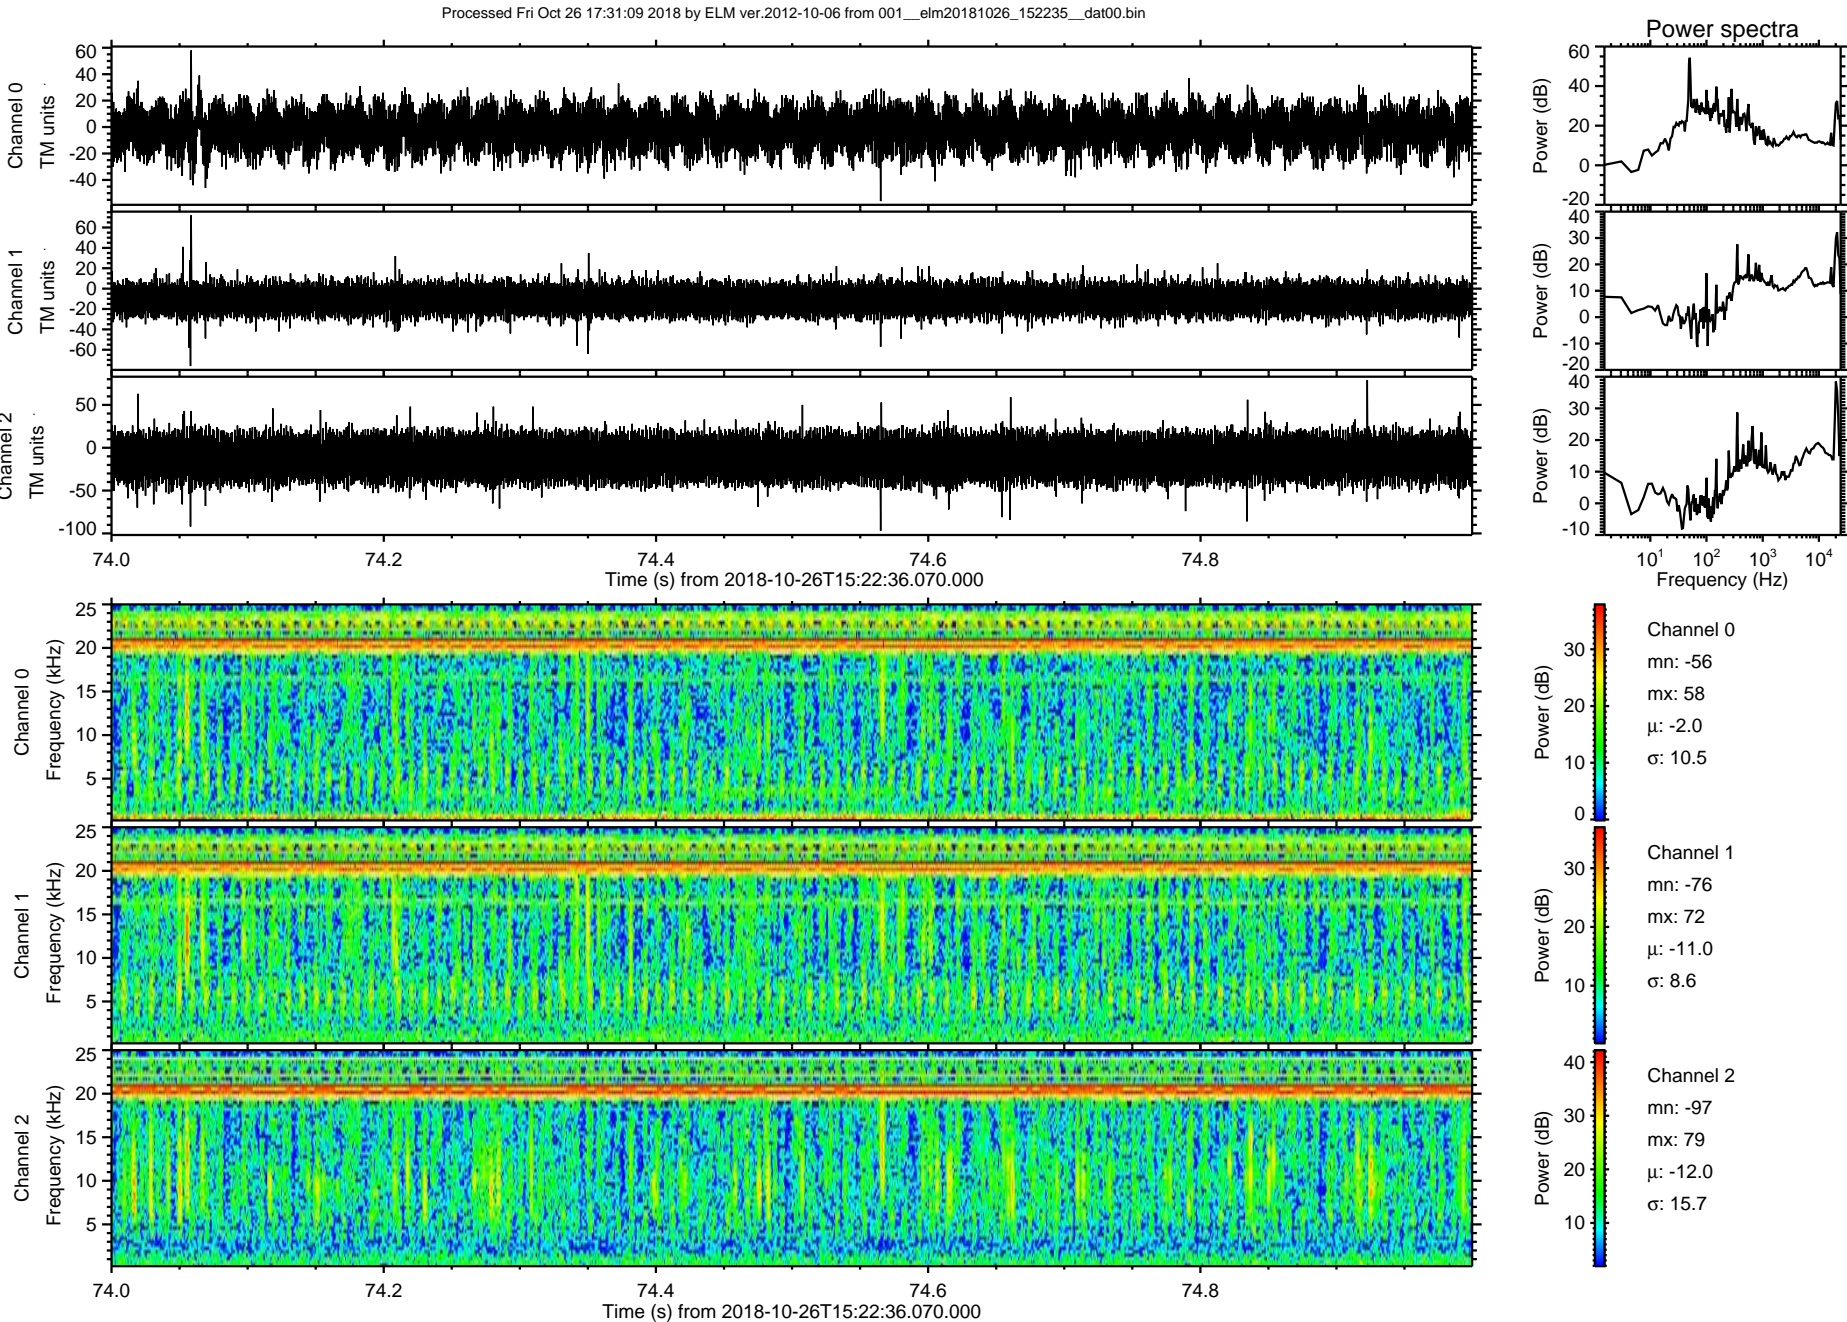 Processed Fri Oct 26 17:31:09 2018 by ELM ver.2012-10-06 from 001__elm20181026_152235__dat00.bin
Power spectra
Channel 0
TM units
60
40
20
0
-20
-40
Power (dB)
60
40
20
0
-20
Channel 1
TM units
60
40
20
0
-20
-40
-60
Power (dB)
40
30
20
10
0
-10
-20
Channel 2
TM units
50
0
-50
-100
Power (dB)
40
30
20
10
0
-10
74.0 74.2 74.4 74.6 74.8
Time (s) from 2018-10-26T15:22:36.070.000
10¹ 10² 10³ 10⁴
Frequency (Hz)
Channel 0
Frequency (kHz)
25
20
15
10
5
Power (dB)
30
20
10
0
Channel 0
mn: -56
mx: 58
μ: -2.0
σ: 10.5
Channel 1
Frequency (kHz)
25
20
15
10
5
Power (dB)
30
20
10
Channel 1
mn: -76
mx: 72
μ: -11.0
σ: 8.6
Channel 2
Frequency (kHz)
25
20
15
10
5
Power (dB)
40
30
20
10
Channel 2
mn: -97
mx: 79
μ: -12.0
σ: 15.7
74.0 74.2 74.4 74.6 74.8
Time (s) from 2018-10-26T15:22:36.070.000